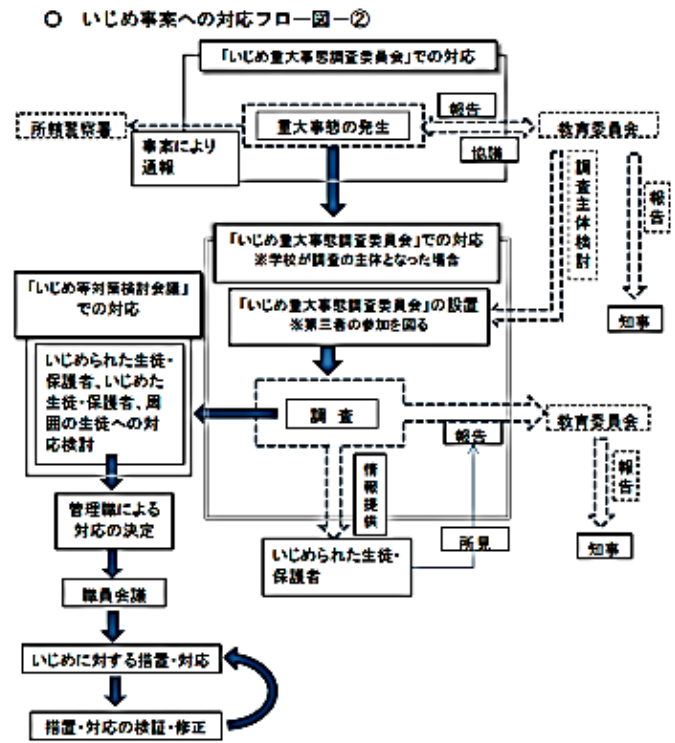 ○ いじめ事案への対応フロー図－②
「いじめ重大事態調査委員会」での対応
報告
所轄警察署
重大事態の発生
教育委員会
事案により
通報
協議
調査主体検討
報告
「いじめ重大事態調査委員会」での対応
※学校が調査の主体となった場合
「いじめ等対策検討会議」
での対応
「いじめ重大事態調査委員会」の設置
※第三者の参加を図る
知事
いじめられた生徒・
保護者、いじめた
生徒・保護者、周
囲の生徒への対
応検討
調 査
教育委員会
報告
情報提供
報告
管理職による
対応の決定
いじめられた生徒・
保護者
所見
知事
職員会議
いじめに対する措置・対応
措置・対応の検証・修正